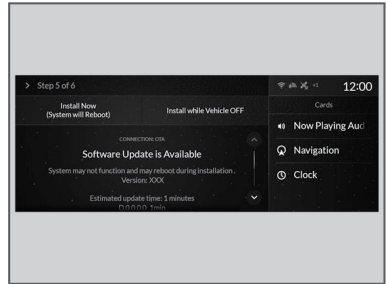 Step 5 of 6
Install Now
(System will Reboot)
Install while Vehicle OFF
CONNECTION: OTA
Software Update is Available
System may not function and may reboot during installation.
Version: XXX
Estimated update time: 1 minutes
+1
12:00
Cards
Now Playing Aud
Navigation
Clock